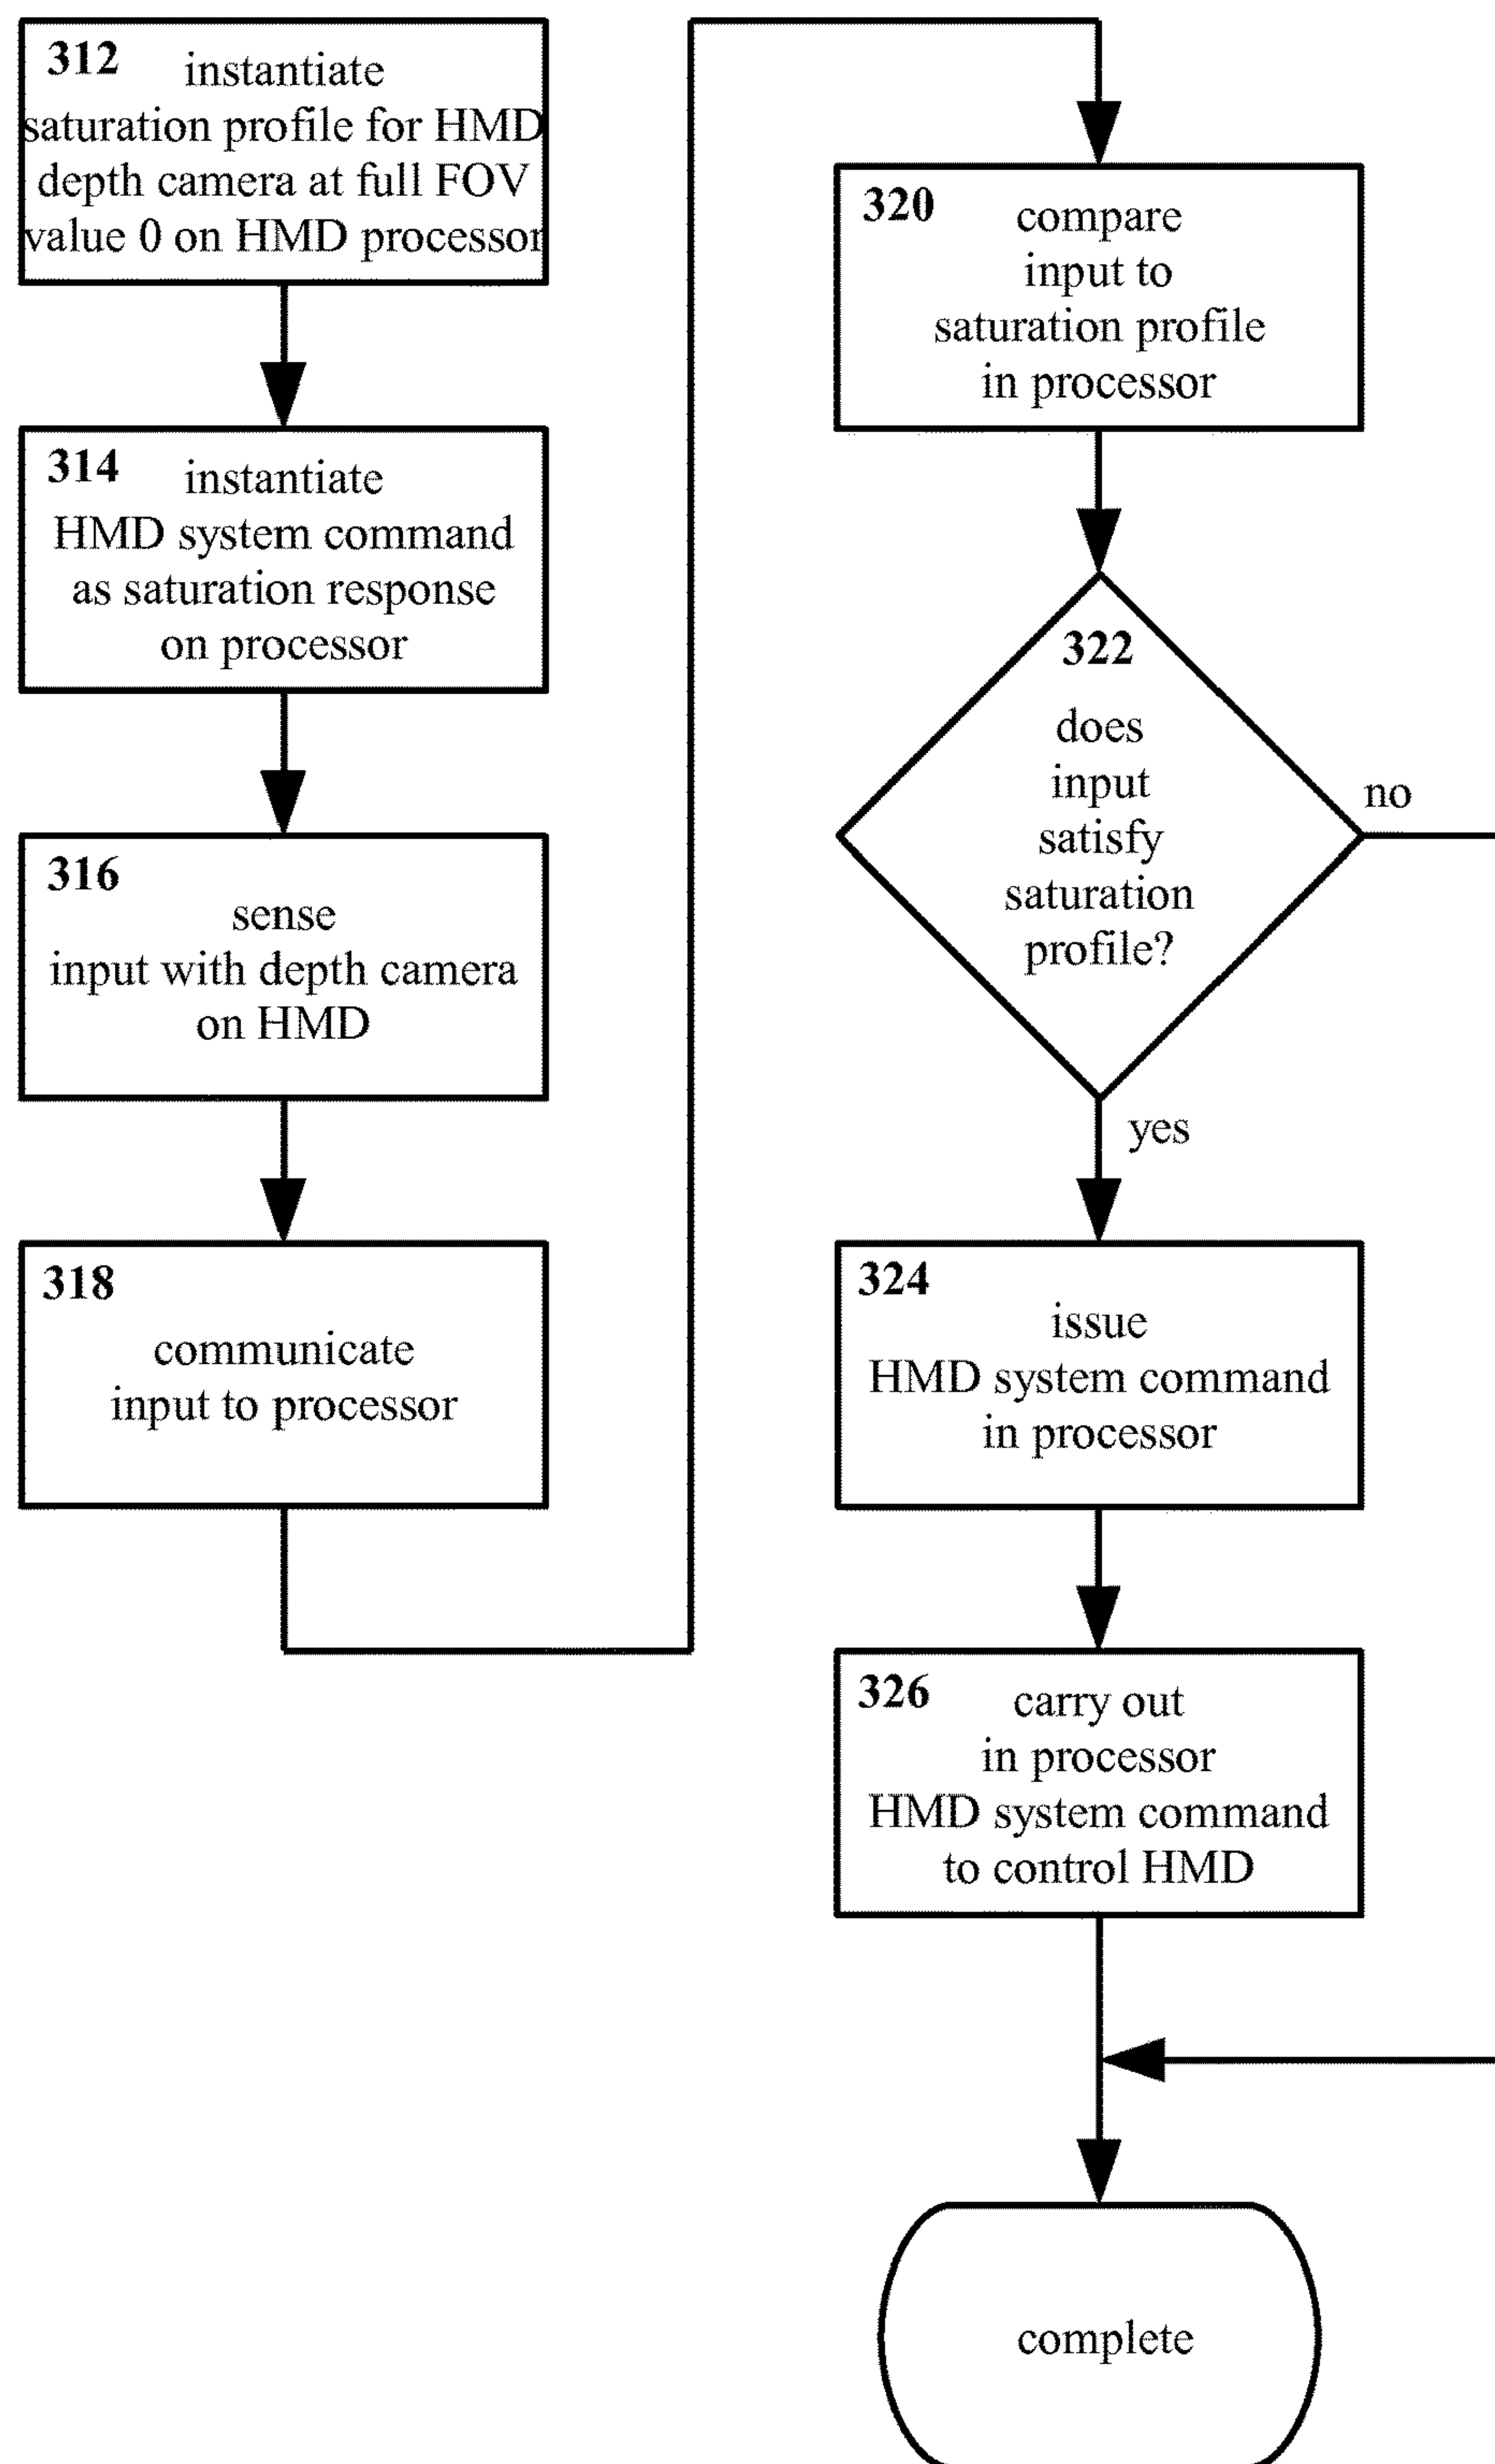 312 instantiate
saturation profile for HMD
depth camera at full FOV
value 0 on HMD processor
314 instantiate
HMD system command
as saturation response
on processor
316
sense
input with depth camera
on HMD
318
communicate
input to processor
320 compare
input to
saturation profile
in processor
322
does
input
satisfy
saturation
profile?
no
yes
324
issue
HMD system command
in processor
326 carry out
in processor
HMD system command
to control HMD
complete